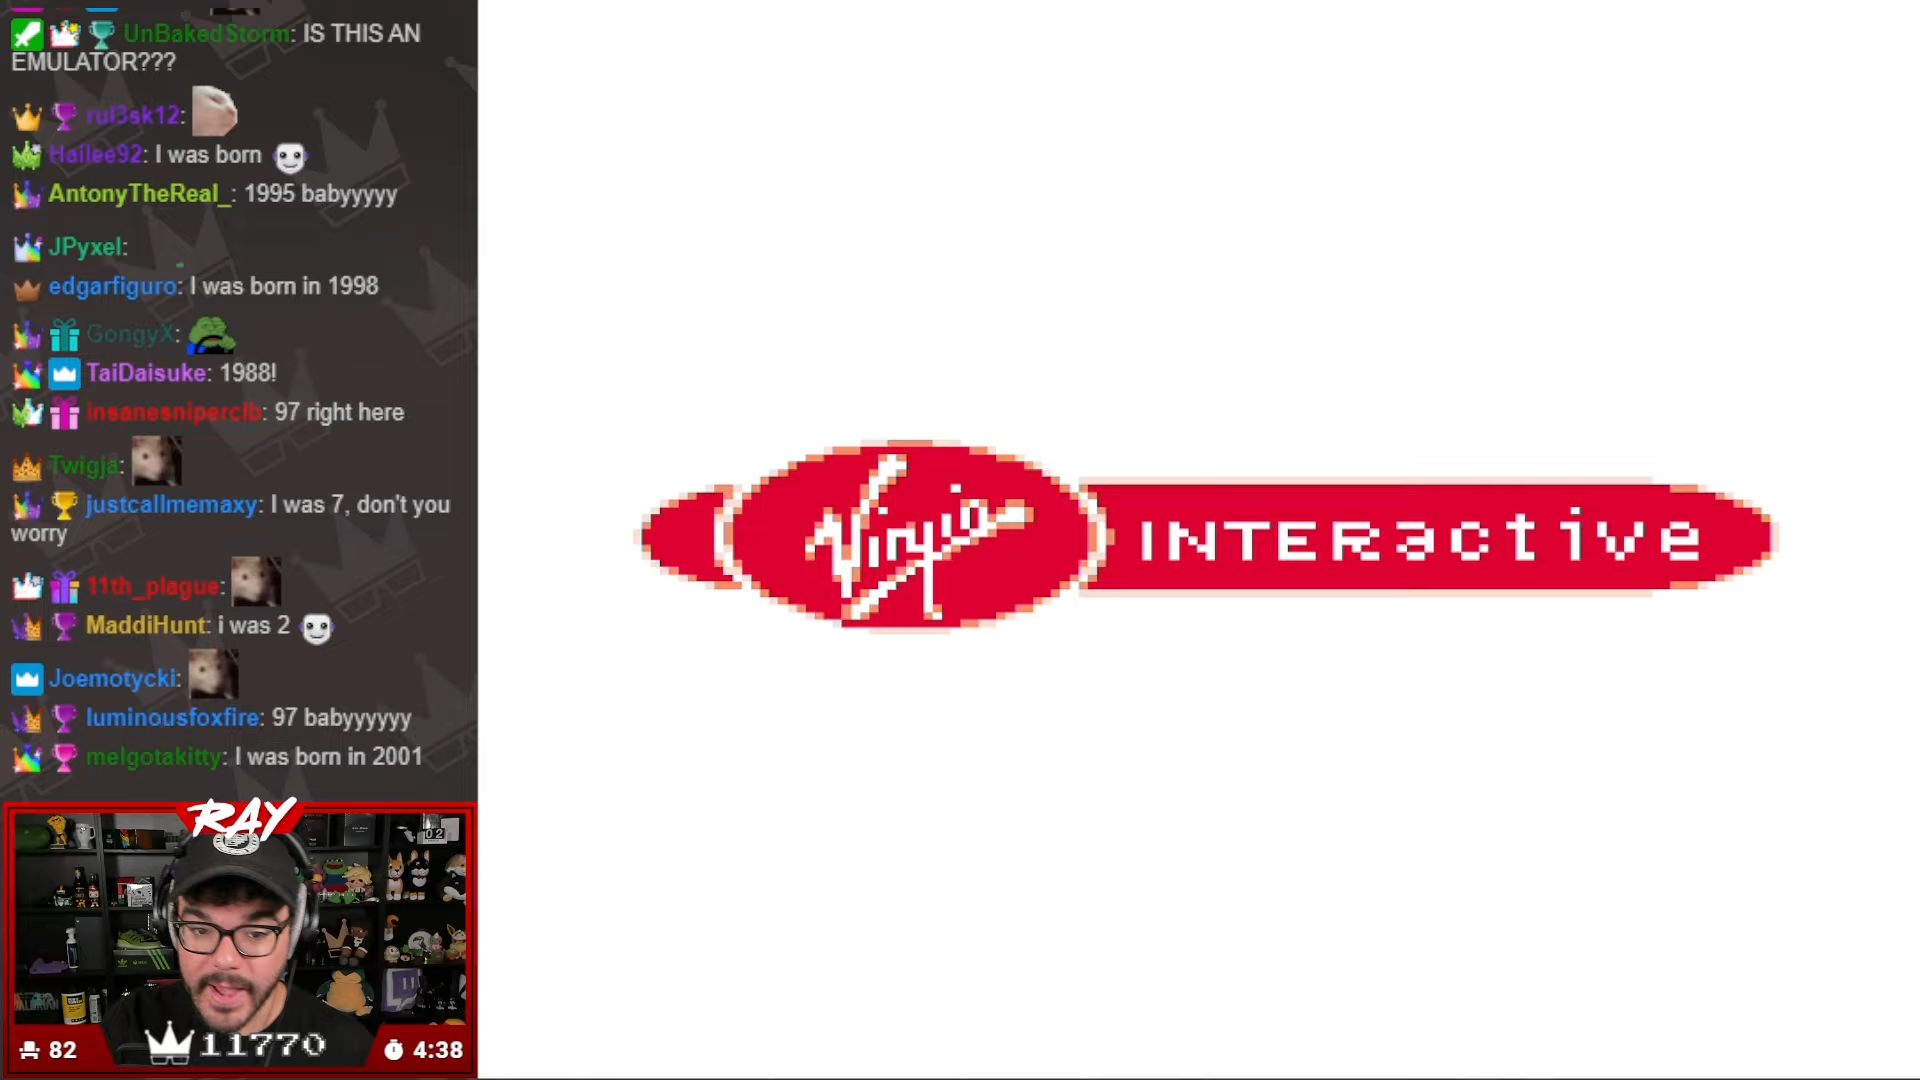 UnBakedStorm: IS THIS AN
EMULATOR???
rul3sk12:
Hailee92: I was born
AntonyTheReal_: 1995 babyyyyy
JPyxel:
edgarfiguro: I was born in 1998
GongyX:
TaiDaisuke: 1988!
insanesniperclb: 97 right here
Twigja:
justcallmemaxy: I was 7, don't you
worry
11th_plague:
MaddiHunt: i was 2
Joemotycki:
luminousfoxfire: 97 babyyyyyy
melgotakitty: I was born in 2001
Virgin INTERactive
RAY
02
82
11770
4:38